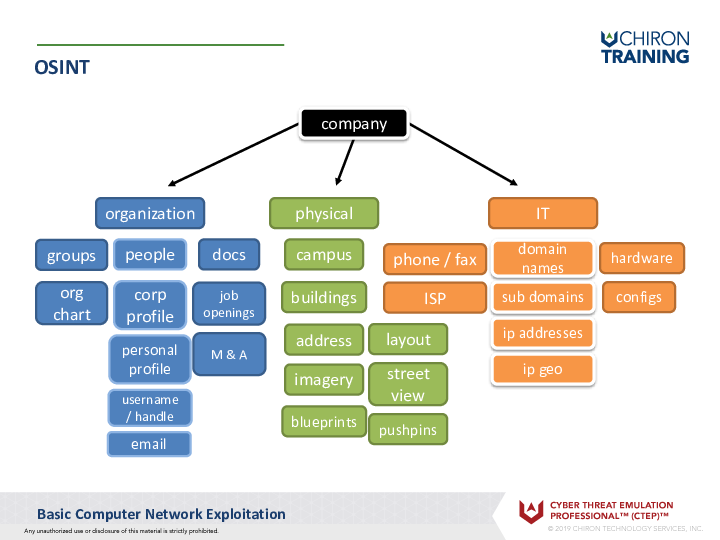 CHIRON
TRAINING
OSINT
company
organization
physical
IT
groups
people
docs
campus
phone / fax
domain
names
hardware
org
chart
corp
profile
job
openings
buildings
ISP
sub domains
configs
personal
profile
M & A
address
layout
ip addresses
username
/ handle
imagery
street
view
ip geo
email
blueprints
pushpins
Basic Computer Network Exploitation
CYBER THREAT EMULATION
PROFESSIONAL™ (CTEP)™
Any unauthorized use or disclosure of this material is strictly prohibited.
© 2019 CHIRON TECHNOLOGY SERVICES, INC.